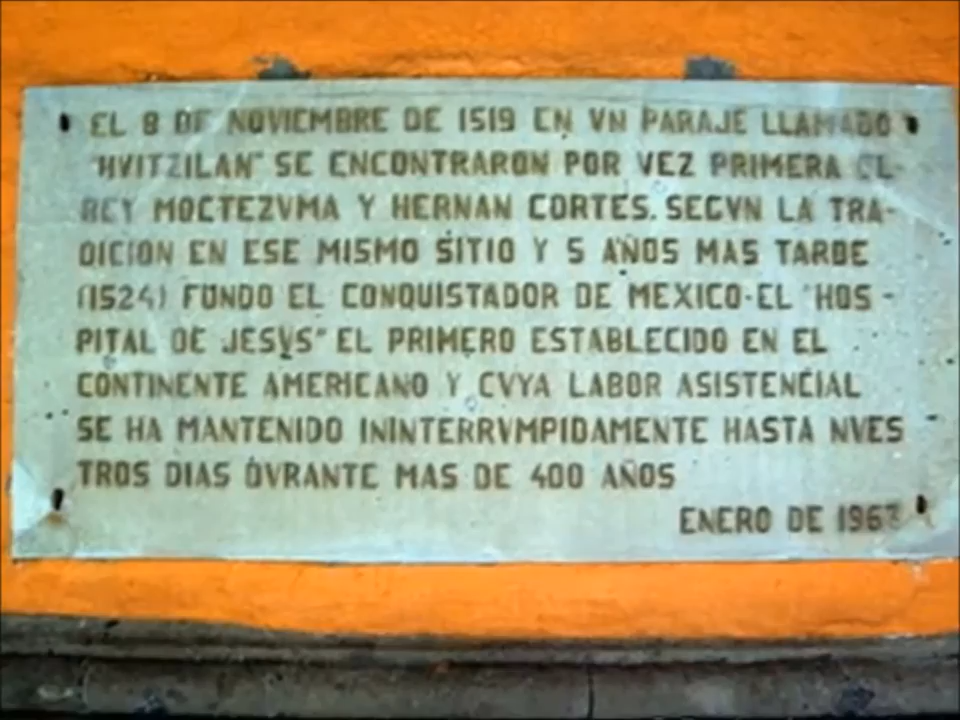 EL 8 DE NOVIEMBRE DE 1519 EN VN PARAJE LLAMADO
"HVITZILAN" SE ENCONTRARON POR VEZ PRIMERA EL
REY MOCTEZVMA Y HERNAN CORTES. SEGVN LA TRA-
DICION EN ESE MISMO SITIO Y 5 AÑOS MAS TARDE
(1524) FUNDO EL CONQUISTADOR DE MEXICO·EL "HOS-
PITAL DE JESVS" EL PRIMERO ESTABLECIDO EN EL
CONTINENTE AMERICANO Y CVYA LABOR ASISTENCIAL
SE HA MANTENIDO ININTERRVMPIDAMENTE HASTA NVES
TROS DIAS DVRANTE MAS DE 400 AÑOS
ENERO DE